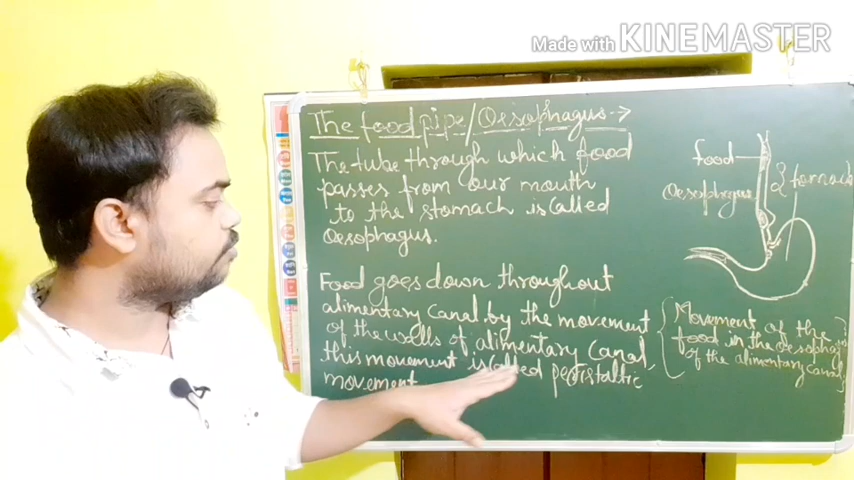 Made with KINEMASTER
The food pipe/Oesophagus →
The tube through which food
passes from our mouth
to the stomach is called
Oesophagus.
Food goes down throughout
alimentary canal by the movement
of the walls of alimentary canal,
this movement is called peristaltic
movement
food
Oesophagus
Movement of the
food in the oesophagus
of the alimentary canal